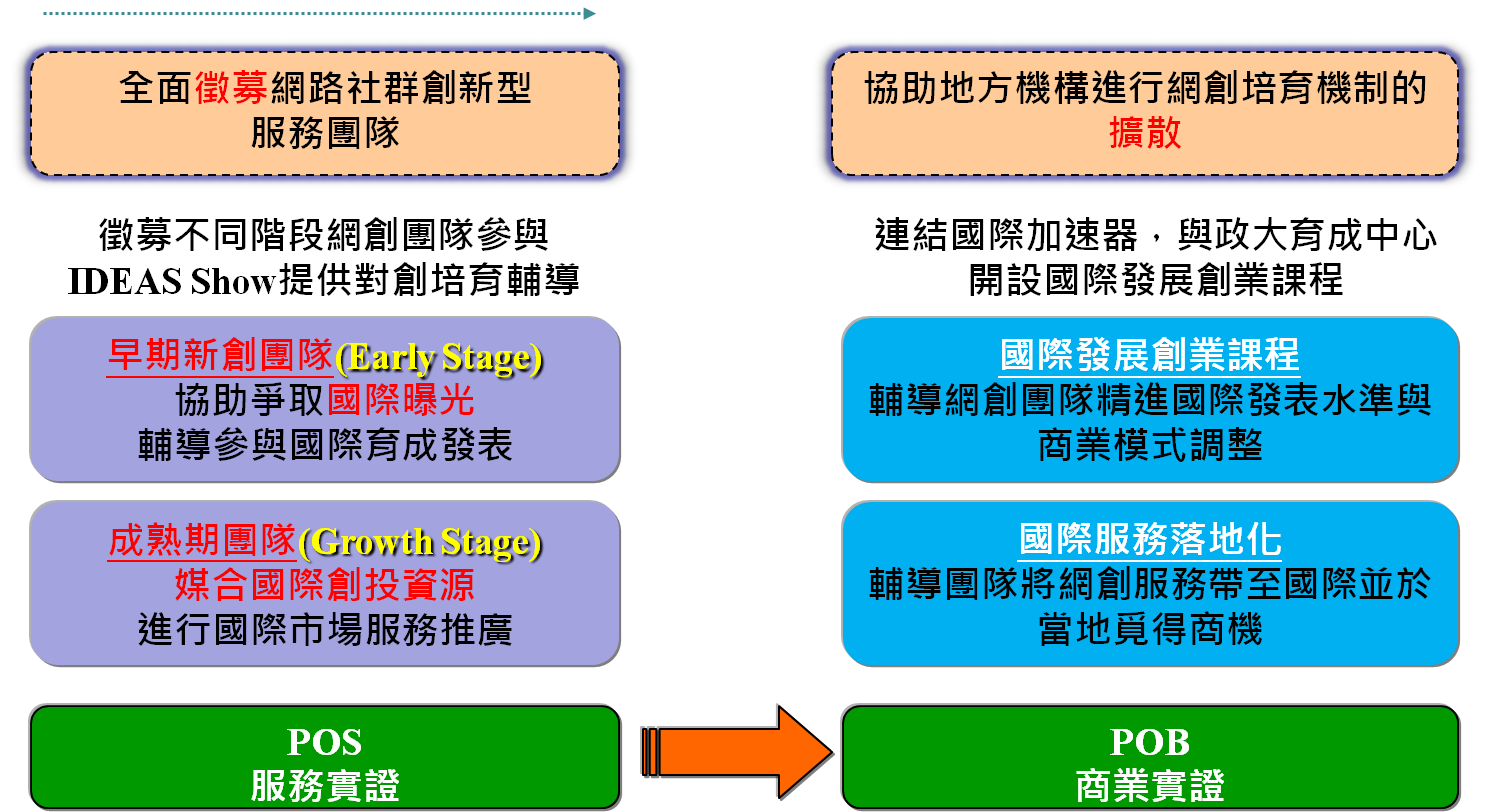 全面徵募網路社群創新型
服務團隊
徵募不同階段網創團隊參與
IDEAS Show提供對創培育輔導
早期新創團隊(Early Stage)
協助爭取國際曝光
輔導參與國際育成發表
成熟期團隊(Growth Stage)
媒合國際創投資源
進行國際市場服務推廣
POS
服務實證
協助地方機構進行網創培育機制的
擴散
連結國際加速器，與政大育成中心
開設國際發展創業課程
國際發展創業課程
輔導網創團隊精進國際發表水準與
商業模式調整
國際服務落地化
輔導團隊將網創服務帶至國際並於
當地覓得商機
POB
商業實證